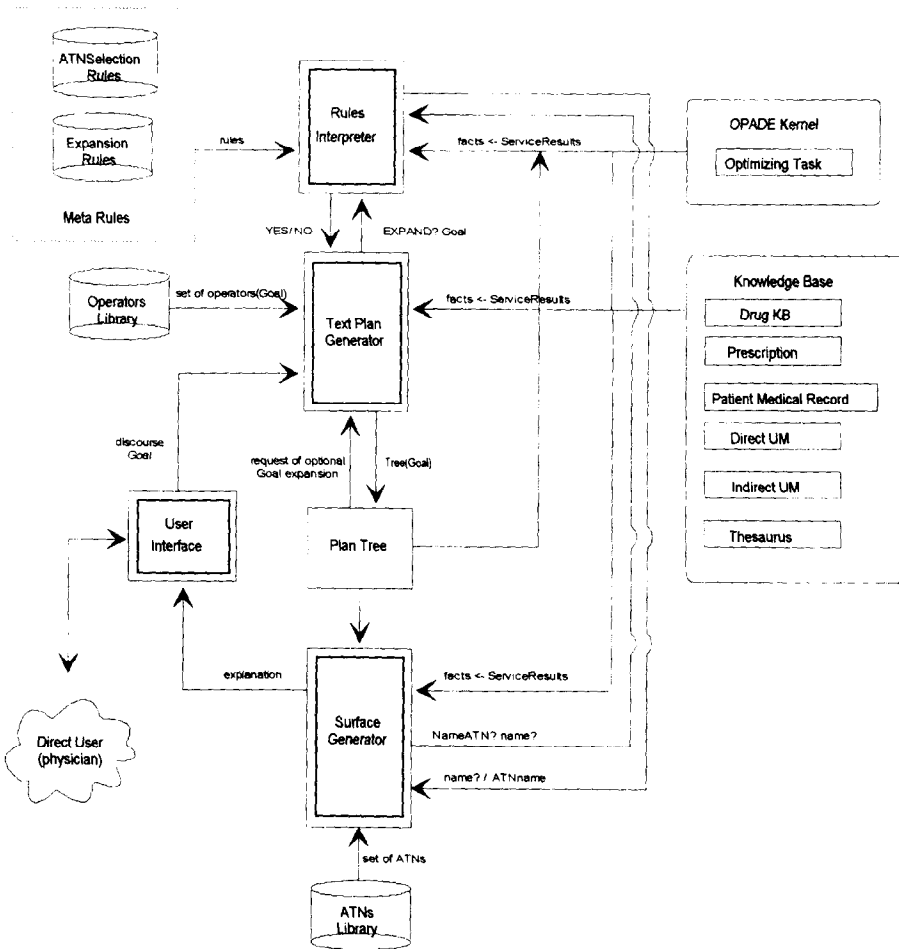 ATNSelection
Rules
Expansion
Rules
Meta Rules
rules
Rules
Interpreter
facts <- ServiceResults
OPADE Kernel
Optimizing Task
YES/NO
EXPAND? Goal
Operators
Library
set of operators(Goal)
Text Plan
Generator
facts <- ServiceResults
Knowledge Base
Drug KB
Prescription
Patient Medical Record
Direct UM
Indirect UM
Thesaurus
discourse
Goal
request of optional
Goal expansion
Tree(Goal)
User
Interface
Plan Tree
explanation
facts <- ServiceResults
Surface
Generator
NameATN? name?
name? / ATNname
Direct User
(physician)
set of ATNs
ATNs
Library